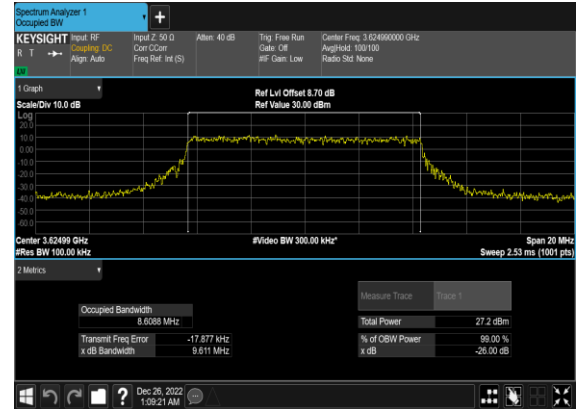 Spectrum Analyzer 1
Occupied BW
+
KEYSIGHT Input: RF Input Z: 50 Ω Atten: 40 dB Trig: Free Run Center Freq: 3.624990000 GHz
R T Coupling: DC Corr CCorr Gate: Off Avg|Hold: 100/100
Align: Auto Freq Ref: Int (S) #IF Gain: Low Radio Std: None
LU
1 Graph Ref Lvl Offset 8.70 dB
Scale/Div 10.0 dB Ref Value 30.00 dBm
Log
20.0
10.0
0.00
-10.0
-20.0
-30.0
-40.0
-50.0
-60.0
Center 3.62499 GHz #Video BW 300.00 kHz* Span 20 MHz
#Res BW 100.00 kHz Sweep 2.53 ms (1001 pts)
2 Metrics
Measure Trace Trace 1
Occupied Bandwidth
8.6088 MHz Total Power 27.2 dBm
Transmit Freq Error -17.877 kHz % of OBW Power 99.00 %
x dB Bandwidth 9.611 MHz x dB -26.00 dB
? Dec 26, 2022
1:09:21 AM